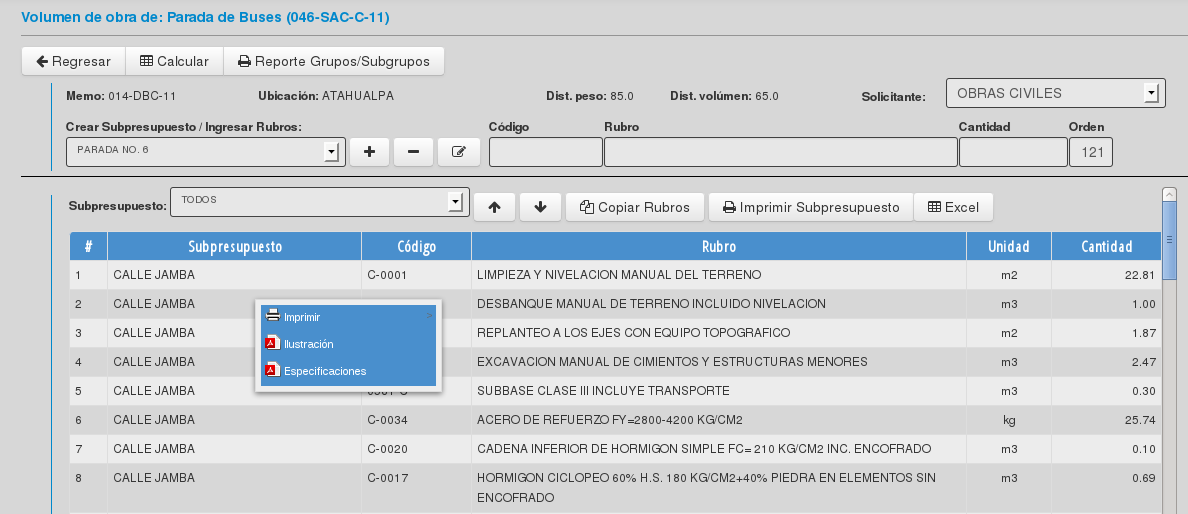 Volumen de obra de: Parada de Buses (046-SAC-C-11)
Regresar Calcular Reporte Grupos/Subgrupos
Memo: 014-DBC-11 Ubicación: ATAHUALPA Dist. peso: 85.0 Dist. volúmen: 65.0 Solicitante: OBRAS CIVILES
Crear Subpresupuesto / Ingresar Rubros: Código Rubro Cantidad Orden
PARADA NO. 6 121
Subpresupuesto: TODOS Copiar Rubros Imprimir Subpresupuesto Excel
# Subpresupuesto Código Rubro Unidad Cantidad
1 CALLE JAMBA C-0001 LIMPIEZA Y NIVELACION MANUAL DEL TERRENO m2 22.81
2 CALLE JAMBA DESBANQUE MANUAL DE TERRENO INCLUIDO NIVELACION m3 1.00
Imprimir >
3 CALLE JAMBA REPLANTEO A LOS EJES CON EQUIPO TOPOGRAFICO m2 1.87
Ilustración
4 CALLE JAMBA EXCAVACION MANUAL DE CIMIENTOS Y ESTRUCTURAS MENORES m3 2.47
Especificaciones
5 CALLE JAMBA SUBBASE CLASE III INCLUYE TRANSPORTE m3 0.30
6 CALLE JAMBA C-0034 ACERO DE REFUERZO FY=2800-4200 KG/CM2 kg 25.74
7 CALLE JAMBA C-0020 CADENA INFERIOR DE HORMIGON SIMPLE FC= 210 KG/CM2 INC. ENCOFRADO m3 0.10
8 CALLE JAMBA C-0017 HORMIGON CICLOPEO 60% H.S. 180 KG/CM2+40% PIEDRA EN ELEMENTOS SIN m3 0.69
ENCOFRADO